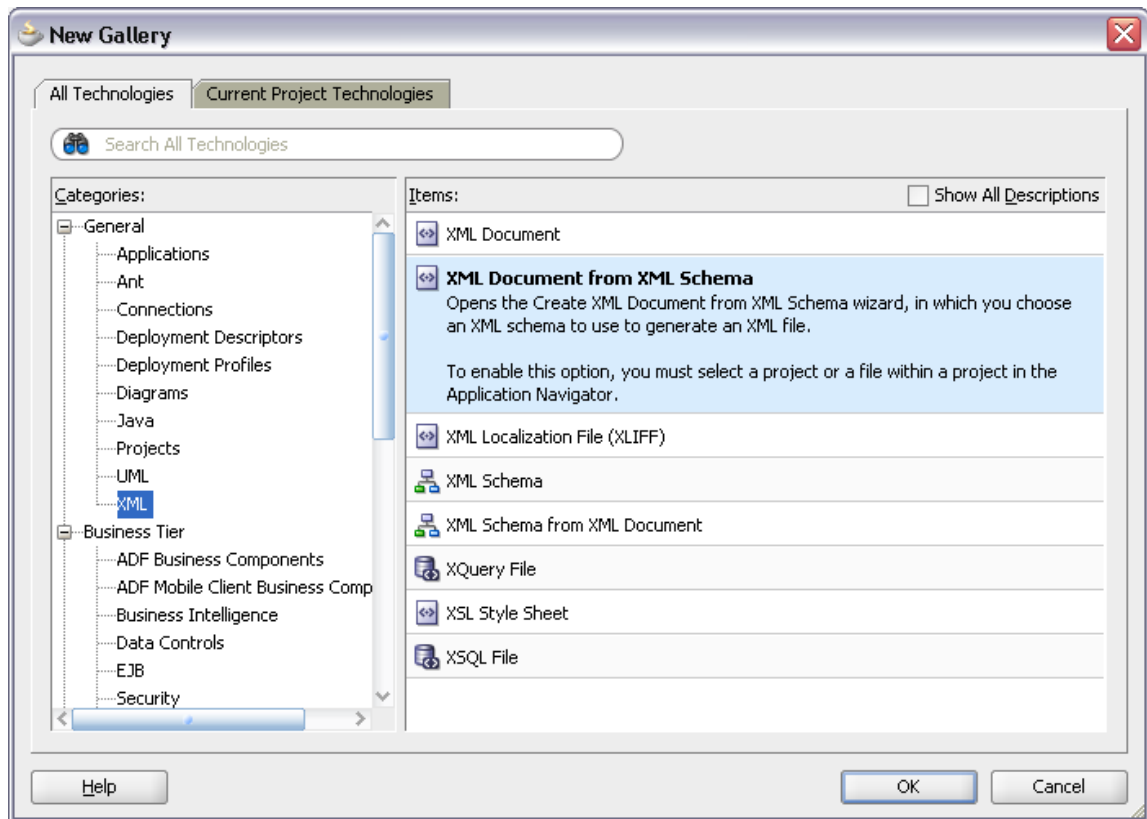 New Gallery
All Technologies
Current Project Technologies
Search All Technologies
Categories:
General
Applications
Ant
Connections
Deployment Descriptors
Deployment Profiles
Diagrams
Java
Projects
UML
XML
Business Tier
ADF Business Components
ADF Mobile Client Business Comp
Business Intelligence
Data Controls
EJB
Security
Items:
Show All Descriptions
XML Document
XML Document from XML Schema
Opens the Create XML Document from XML Schema wizard, in which you choose
an XML schema to use to generate an XML file.
To enable this option, you must select a project or a file within a project in the
Application Navigator.
XML Localization File (XLIFF)
XML Schema
XML Schema from XML Document
XQuery File
XSL Style Sheet
XSQL File
Help
OK
Cancel